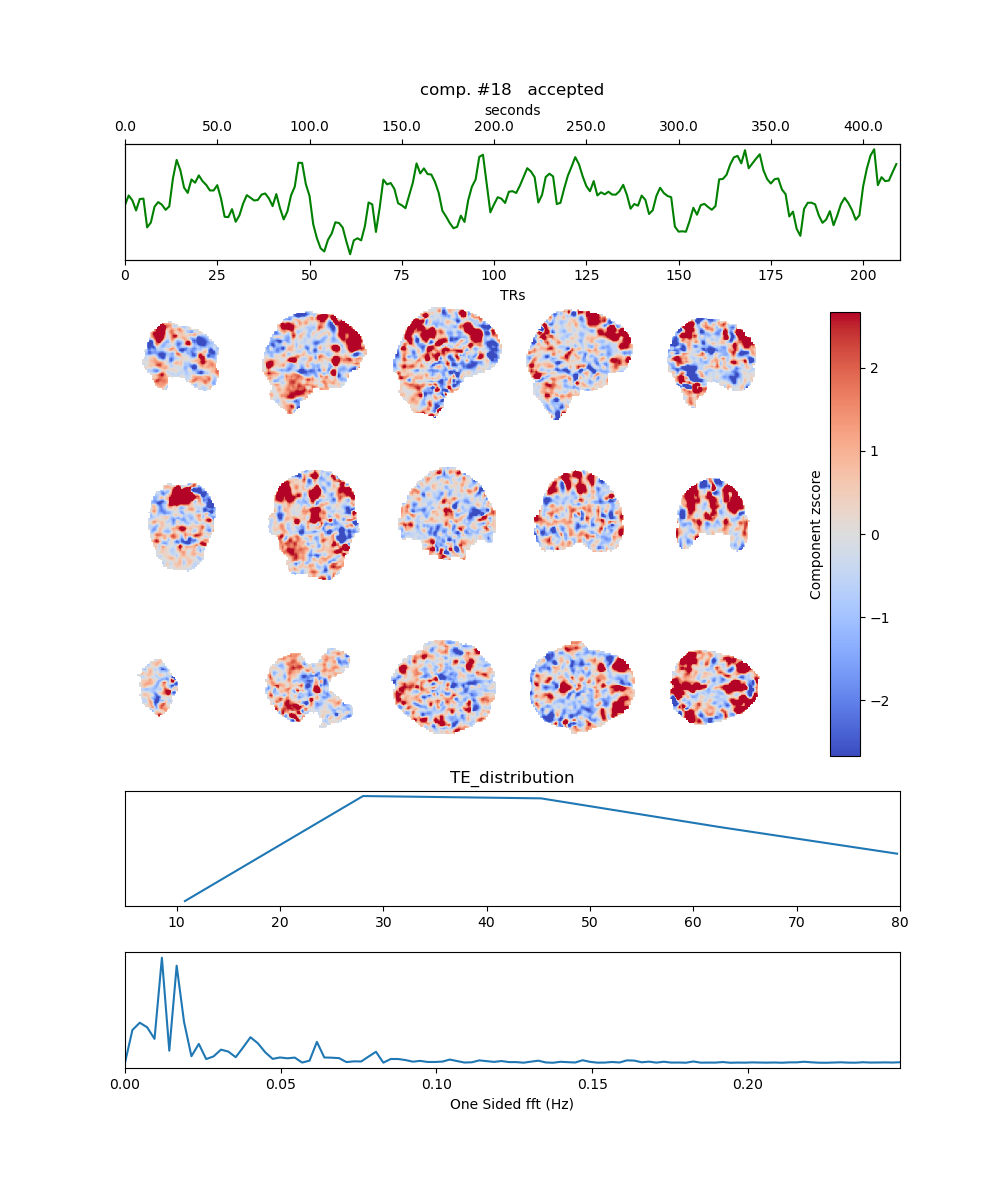 comp. #18   accepted
seconds
0.0 50.0 100.0 150.0 200.0 250.0 300.0 350.0 400.0
0 25 50 75 100 125 150 175 200
TRs
2
1
0
−1
−2
Component zscore
TE_distribution
10 20 30 40 50 60 70 80
0.00 0.05 0.10 0.15 0.20
One Sided fft (Hz)